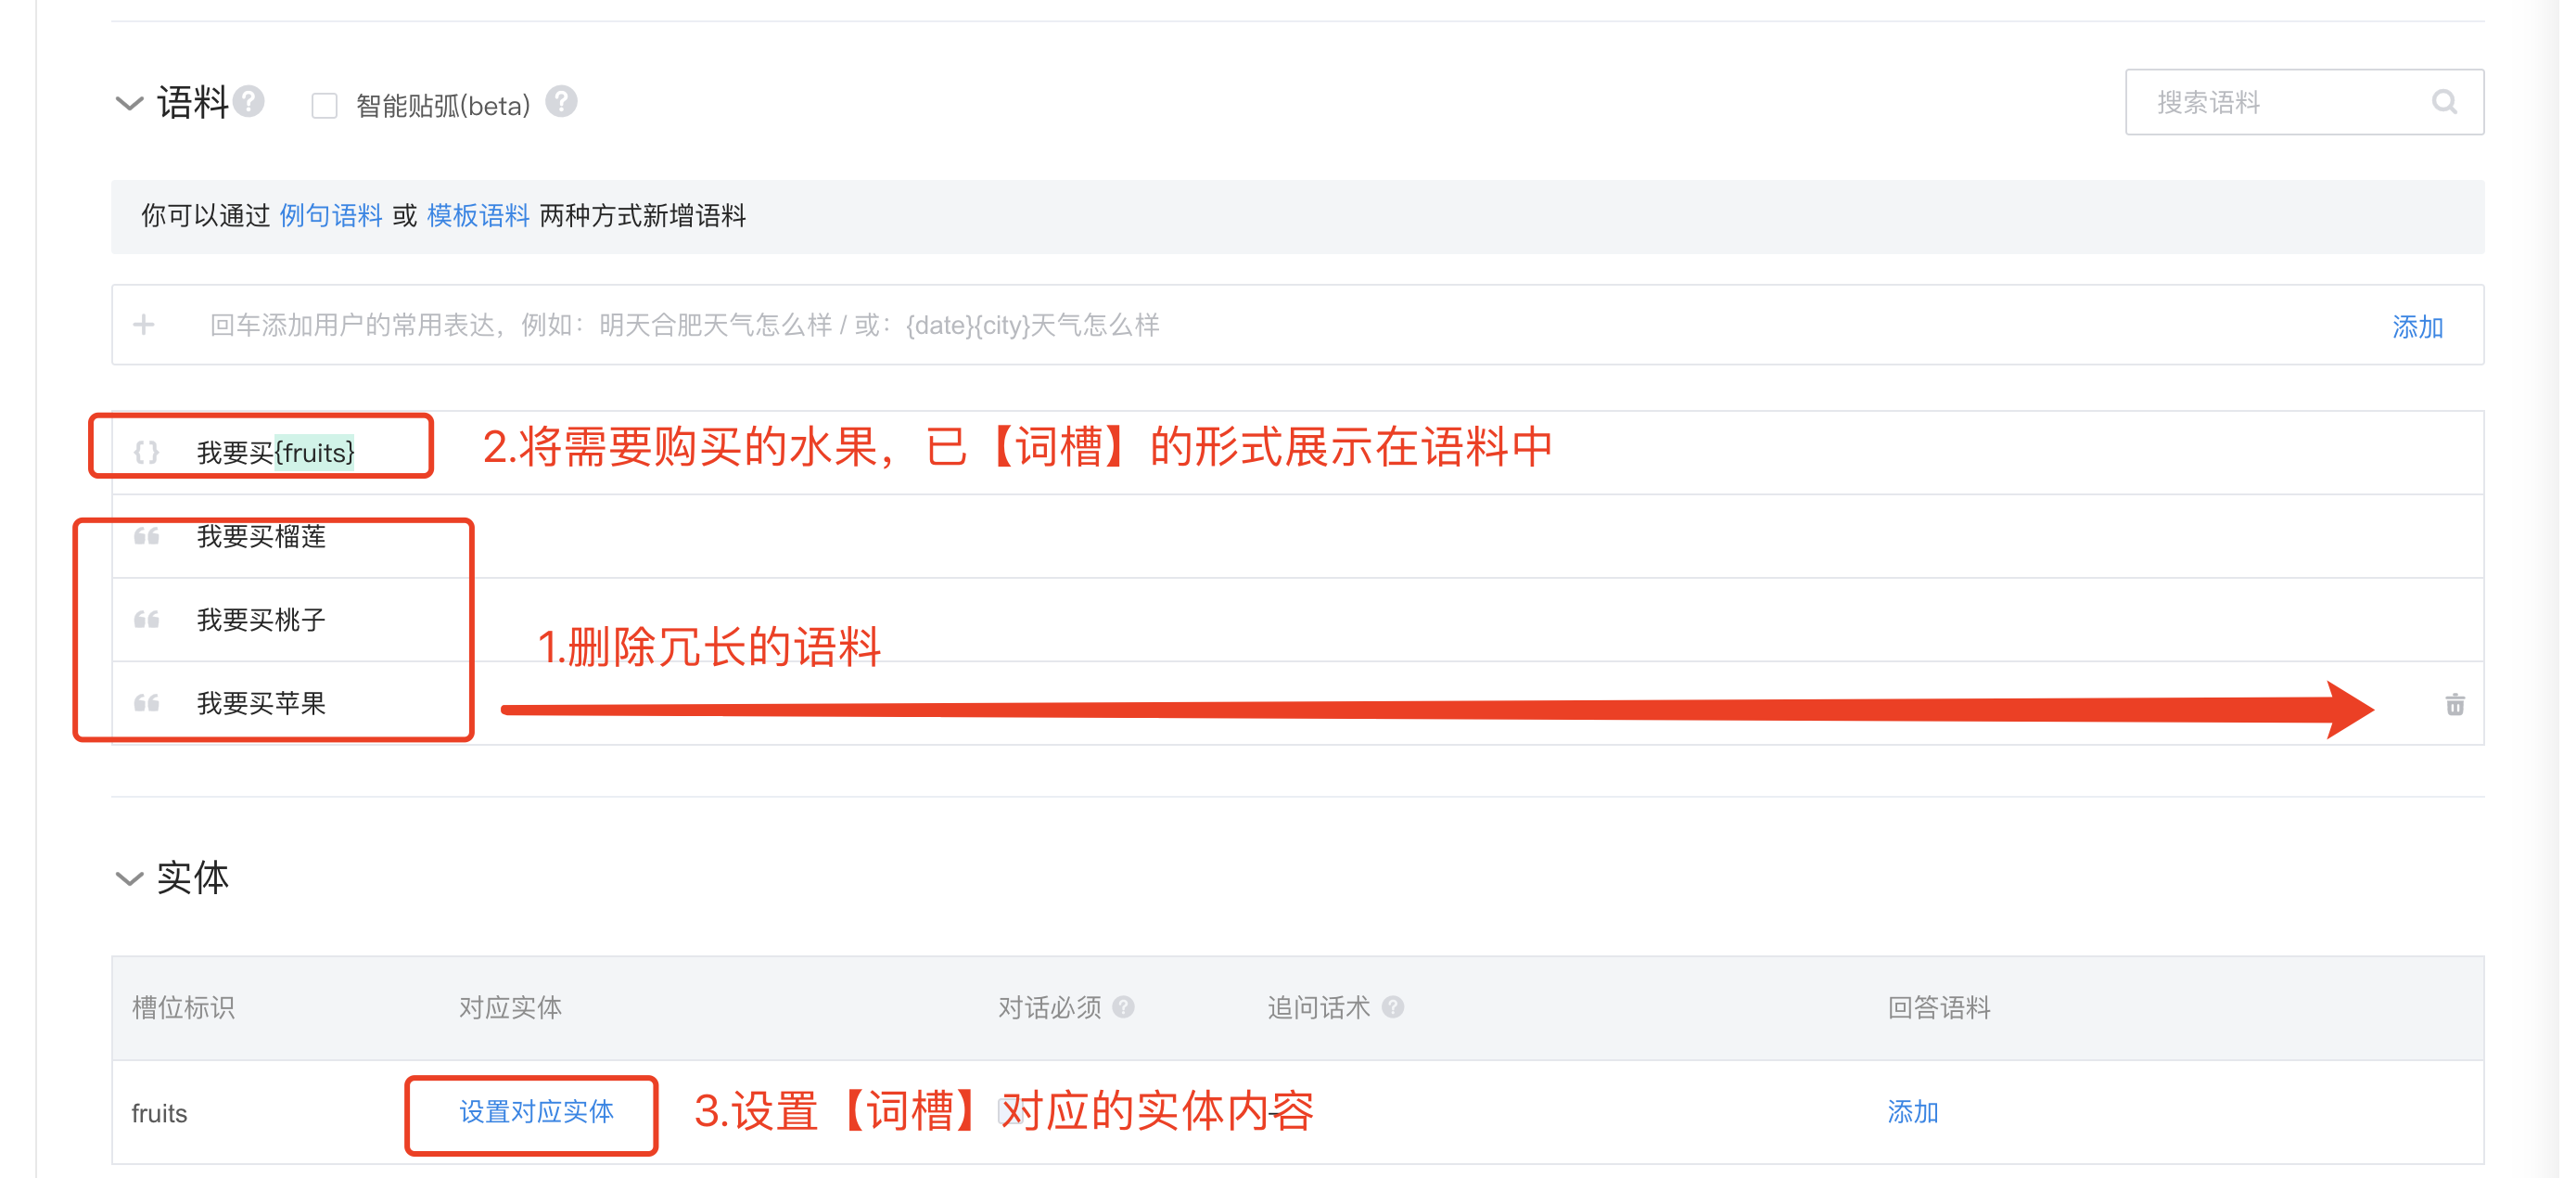 语料 智能贴弧(beta) 搜索语料
你可以通过 例句语料 或 模板语料 两种方式新增语料
回车添加用户的常用表达，例如：明天合肥天气怎么样 / 或：{date}{city}天气怎么样 添加
我要买{fruits} 2.将需要购买的水果，已【词槽】的形式展示在语料中
我要买榴莲
我要买桃子
1.删除冗长的语料
我要买苹果
实体
槽位标识 对应实体 对话必须 追问话术 回答语料
fruits 设置对应实体 3.设置【词槽】对应的实体内容 添加